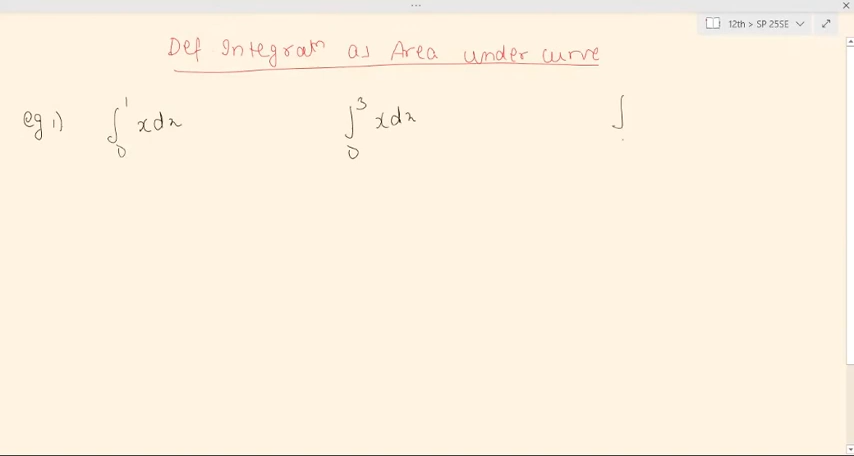 12th > SP 25SE
Def Integratn as Area under curve
eg 1) ∫₀¹ x dx ∫₀³ x dx ∫